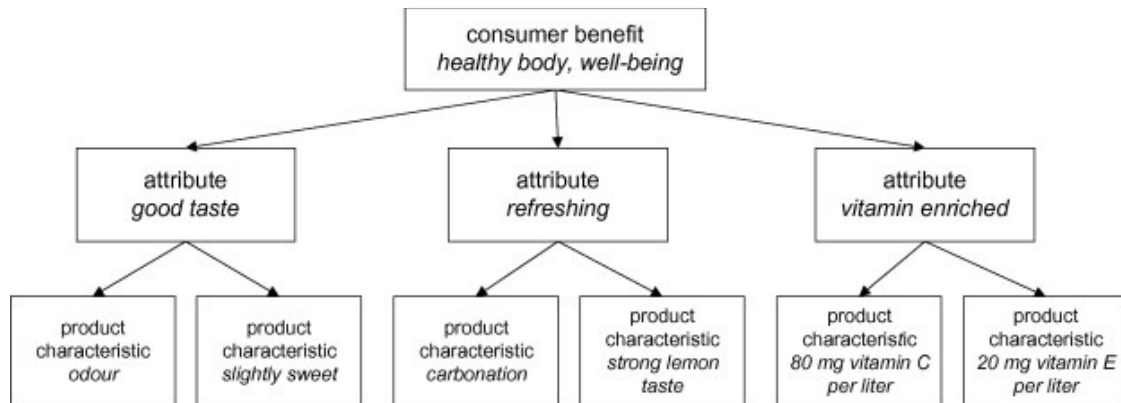 consumer benefit
healthy body, well-being
attribute
good taste
attribute
refreshing
attribute
vitamin enriched
product
characteristic
odour
product
characteristic
slightly sweet
product
characteristic
carbonation
product
characteristic
strong lemon
taste
product
characteristic
80 mg vitamin C
per liter
product
characteristic
20 mg vitamin E
per liter